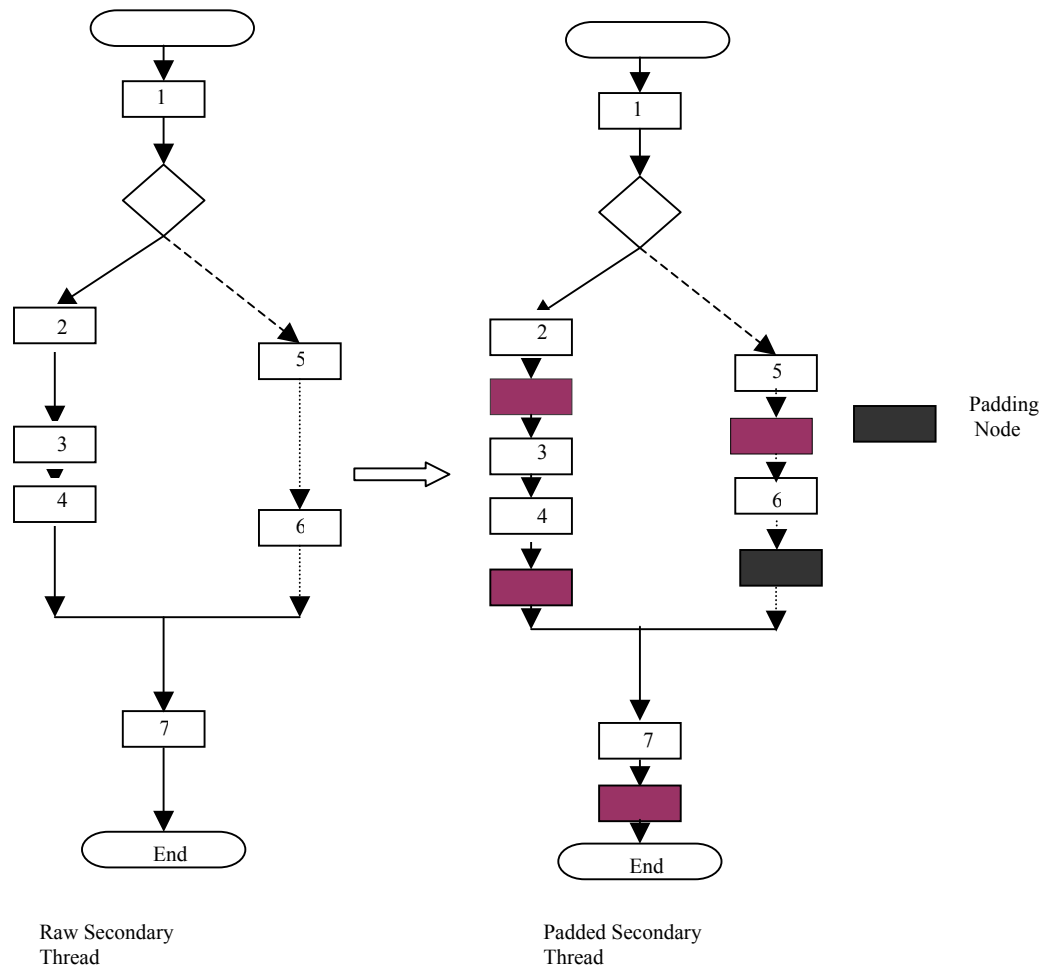 1
2
3
4
5
6
7
End
Raw Secondary
Thread
1
2
3
4
5
6
7
End
Padding
Node
Padded Secondary
Thread